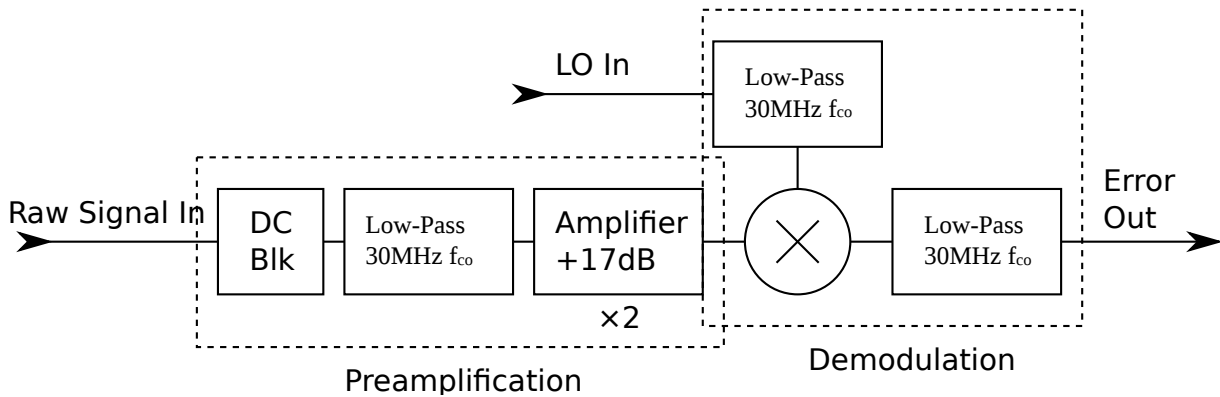 LO In
Low-Pass
30MHz fco
Raw Signal In
DC
Blk
Low-Pass
30MHz fco
Amplifier
+17dB
×2
Low-Pass
30MHz fco
Error
Out
Preamplification
Demodulation